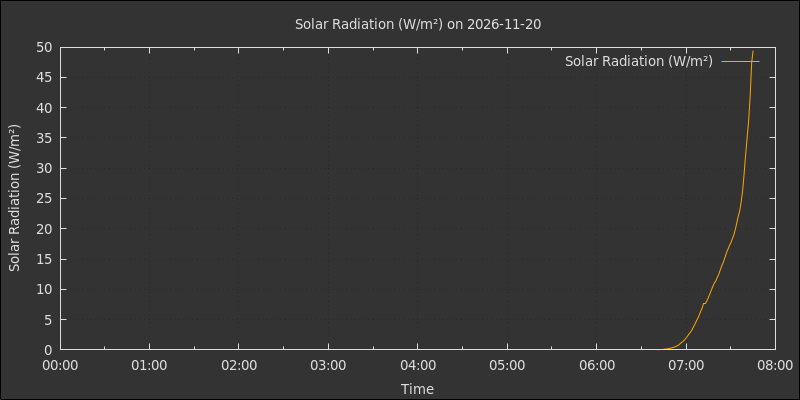 Solar Radiation (W/m²) on 2026-11-20
Solar Radiation (W/m²)
Solar Radiation (W/m²)
50
45
40
35
30
25
20
15
10
5
0
00:00 01:00 02:00 03:00 04:00 05:00 06:00 07:00 08:00
Time